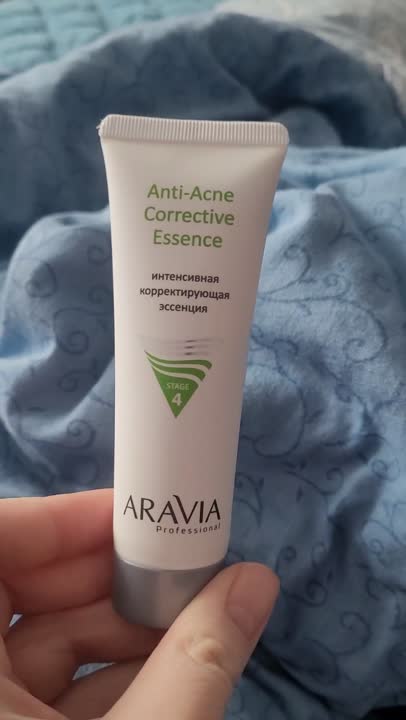 Anti-Acne
Corrective
Essence
интенсивная
корректирующая
эссенция
STAGE
4
ARAVIA
Professional